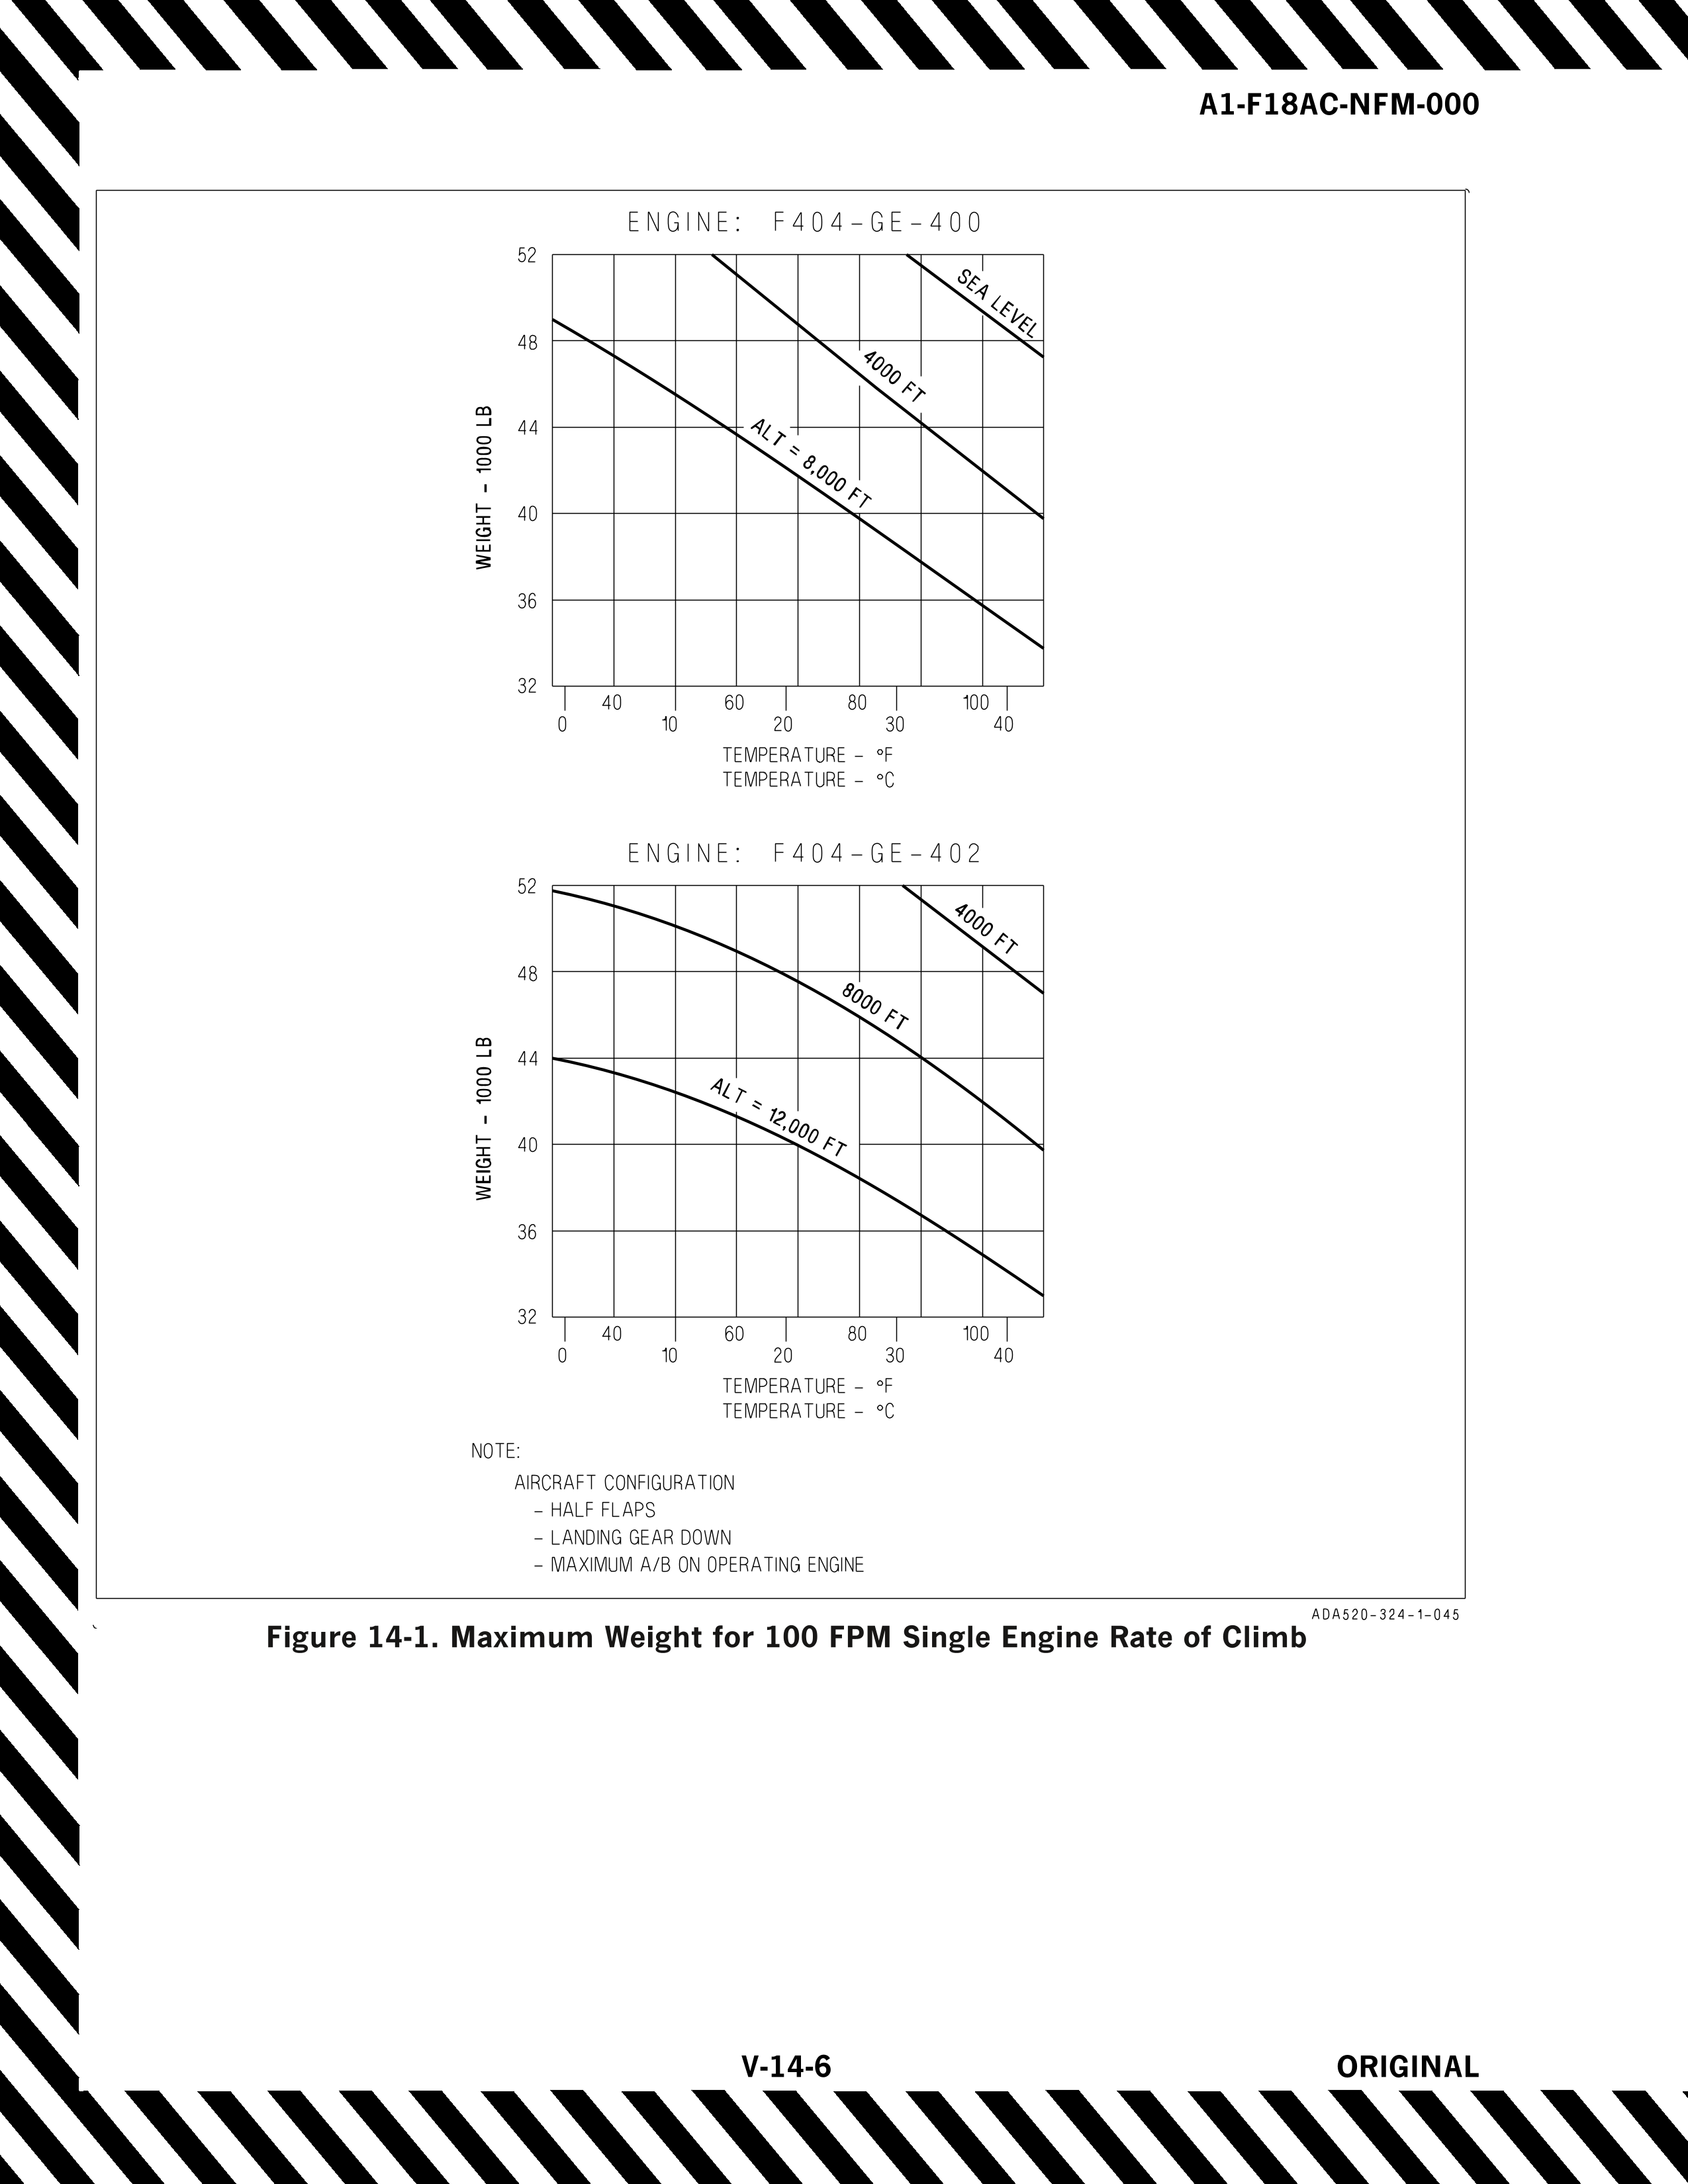 A1-F18AC-NFM-000
ENGINE: F404-GE-400
52
48
44
40
36
32
WEIGHT - 1000 LB
SEA LEVEL
4000 FT
ALT = 8,000 FT
40 60 80 100
0 10 20 30 40
TEMPERATURE - °F
TEMPERATURE - °C
ENGINE: F404-GE-402
52
48
44
40
36
32
WEIGHT - 1000 LB
4000 FT
8000 FT
ALT = 12,000 FT
40 60 80 100
0 10 20 30 40
TEMPERATURE - °F
TEMPERATURE - °C
NOTE:
AIRCRAFT CONFIGURATION
- HALF FLAPS
- LANDING GEAR DOWN
- MAXIMUM A/B ON OPERATING ENGINE
ADA520-324-1-045
Figure 14-1. Maximum Weight for 100 FPM Single Engine Rate of Climb
V-14-6 ORIGINAL